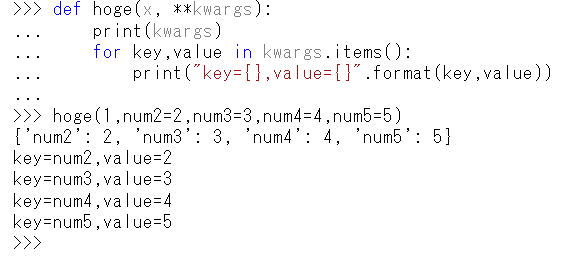 >>> def hoge(x, **kwargs):
...     print(kwargs)
...     for key,value in kwargs.items():
...         print("key={},value={}".format(key,value))
...
>>> hoge(1,num2=2,num3=3,num4=4,num5=5)
{'num2': 2, 'num3': 3, 'num4': 4, 'num5': 5}
key=num2,value=2
key=num3,value=3
key=num4,value=4
key=num5,value=5
>>>